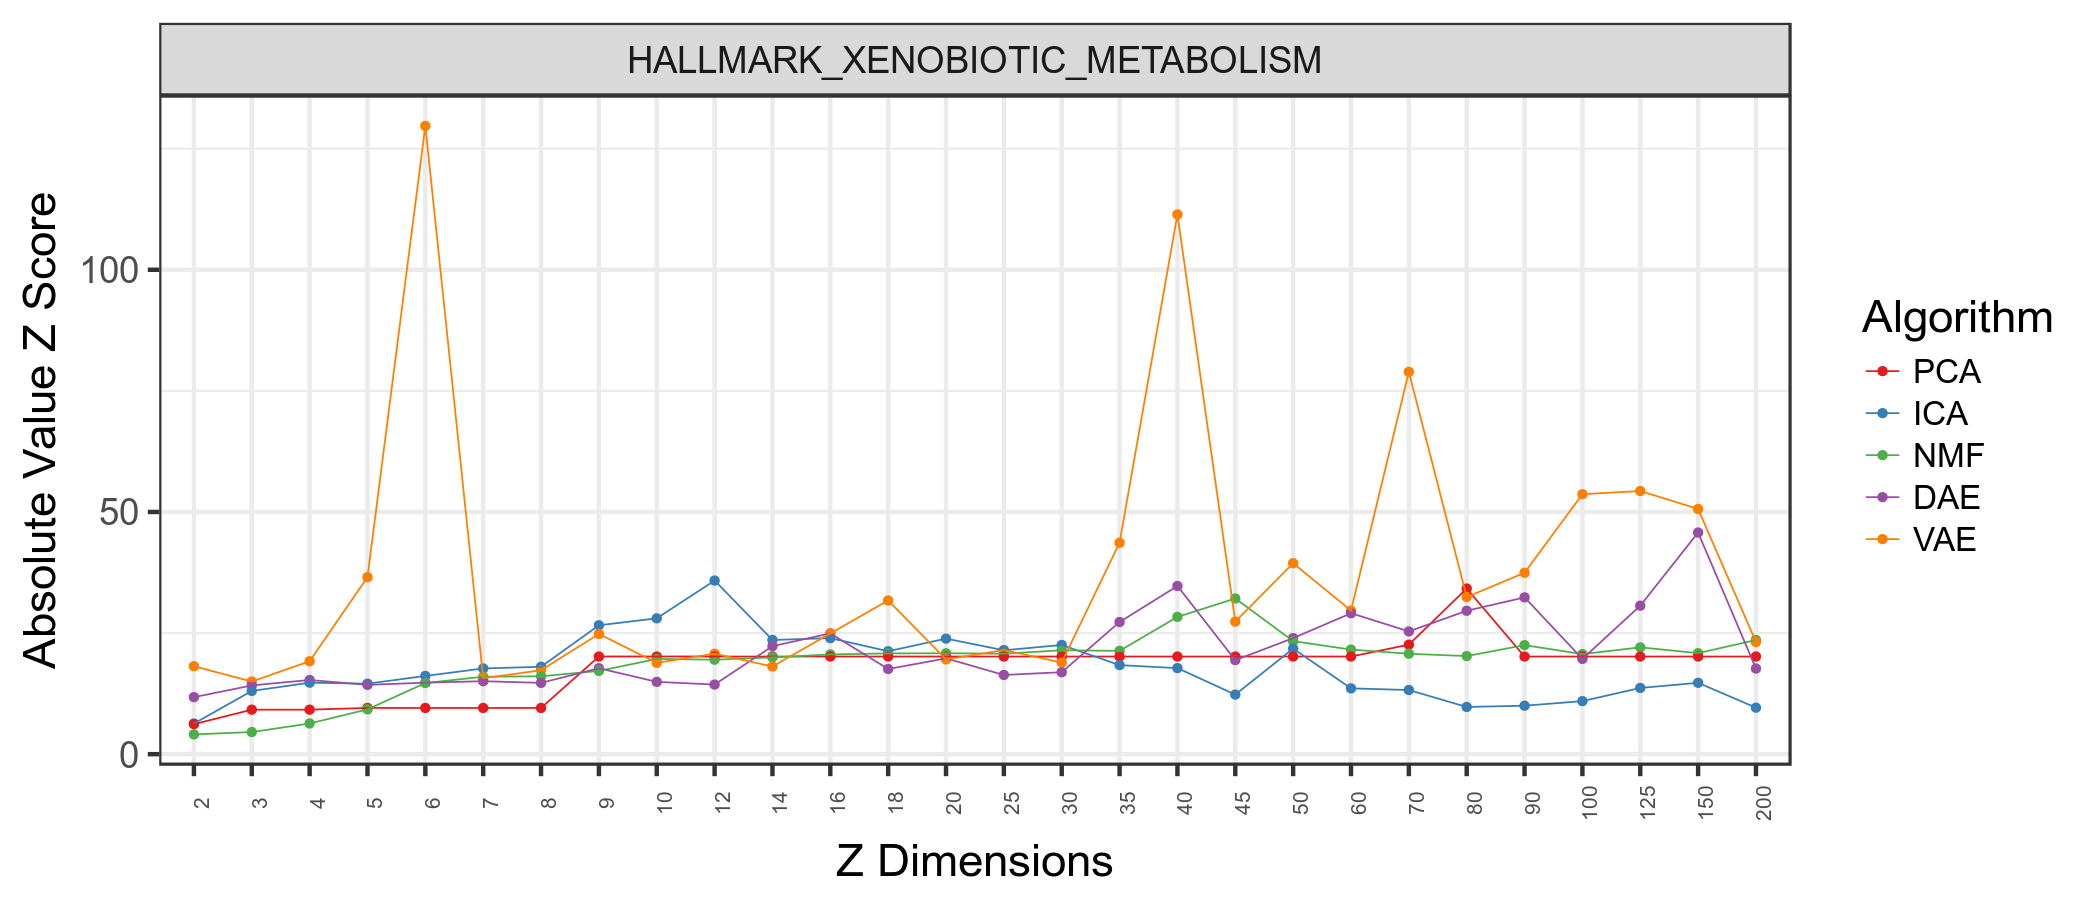 HALLMARK_XENOBIOTIC_METABOLISM
Absolute Value Z Score
100
50
0
2 3 4 5 6 7 8 9 10 12 14 16 18 20 25 30 35 40 45 50 60 70 80 90 100 125 150 200
Z Dimensions
Algorithm
PCA
ICA
NMF
DAE
VAE